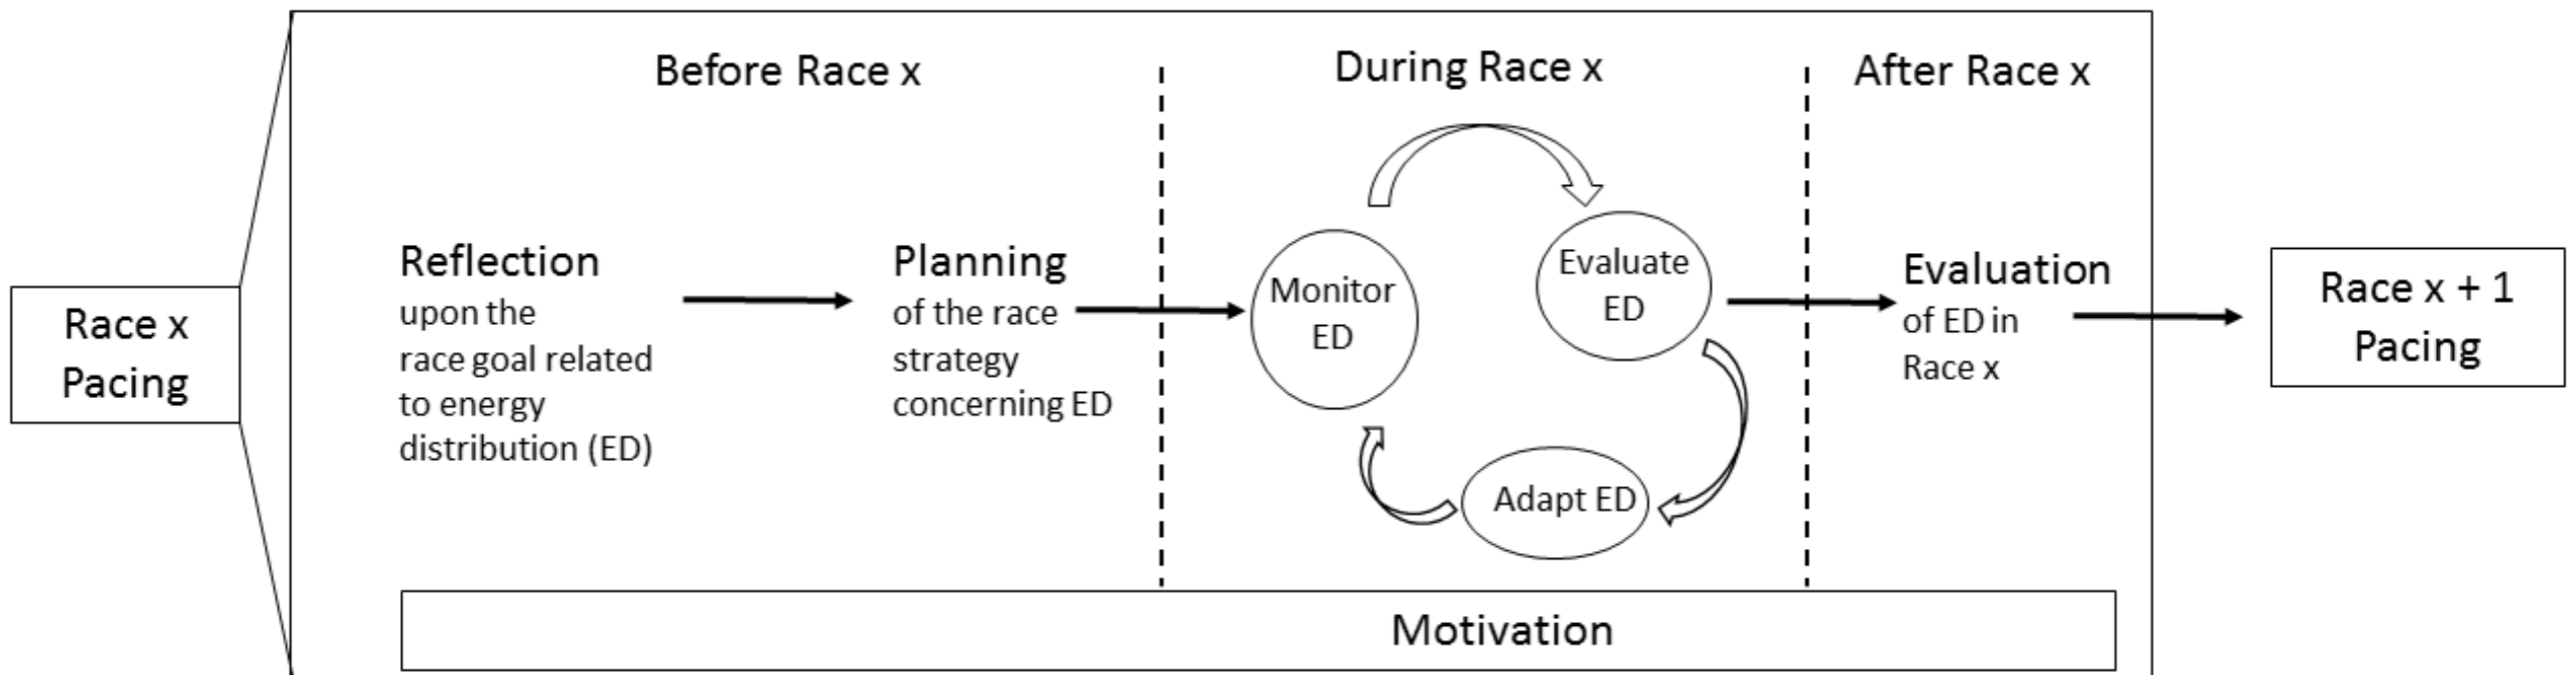 Before Race x
During Race x
After Race x
Race x
Pacing
Reflection
upon the
race goal related
to energy
distribution (ED)
Planning
of the race
strategy
concerning ED
Monitor
ED
Evaluate
ED
Adapt ED
Evaluation
of ED in
Race x
Race x + 1
Pacing
Motivation